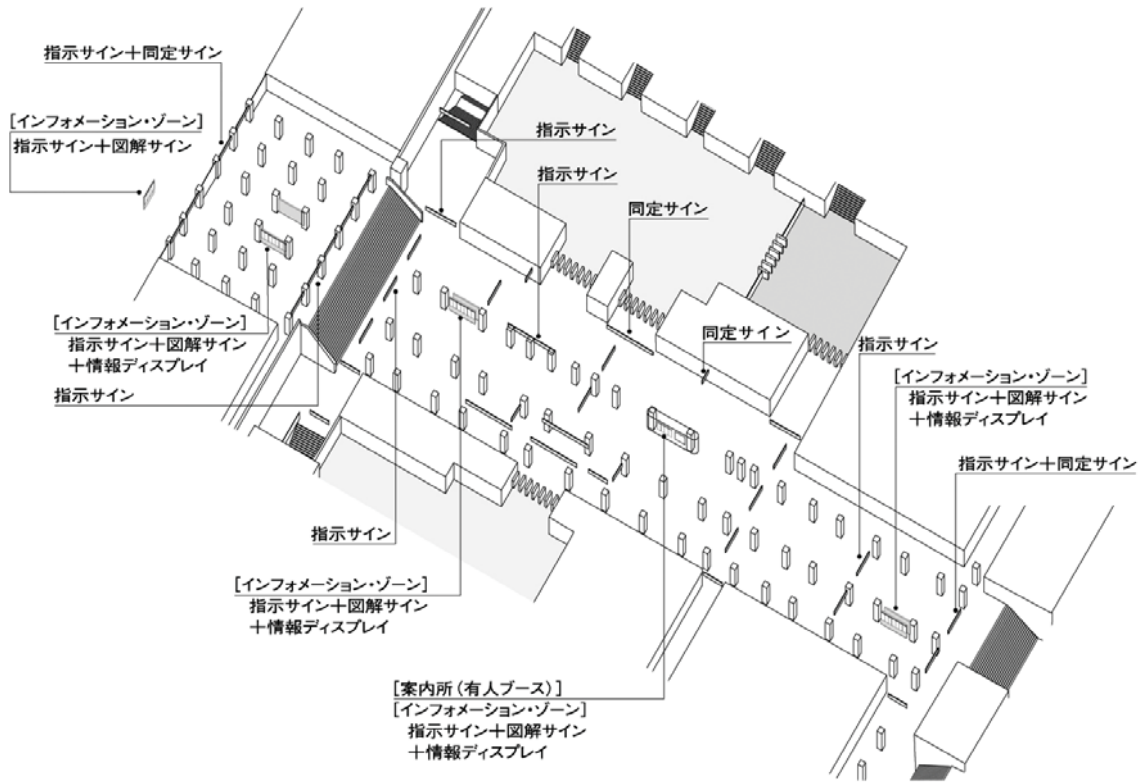 指示サイン＋同定サイン
［インフォメーション・ゾーン］
指示サイン＋図解サイン
指示サイン
指示サイン
同定サイン
［インフォメーション・ゾーン］
指示サイン＋図解サイン
＋情報ディスプレイ
指示サイン
同定サイン
指示サイン
［インフォメーション・ゾーン］
指示サイン＋図解サイン
＋情報ディスプレイ
指示サイン＋同定サイン
指示サイン
［インフォメーション・ゾーン］
指示サイン＋図解サイン
＋情報ディスプレイ
［案内所（有人ブース）］
［インフォメーション・ゾーン］
指示サイン＋図解サイン
＋情報ディスプレイ